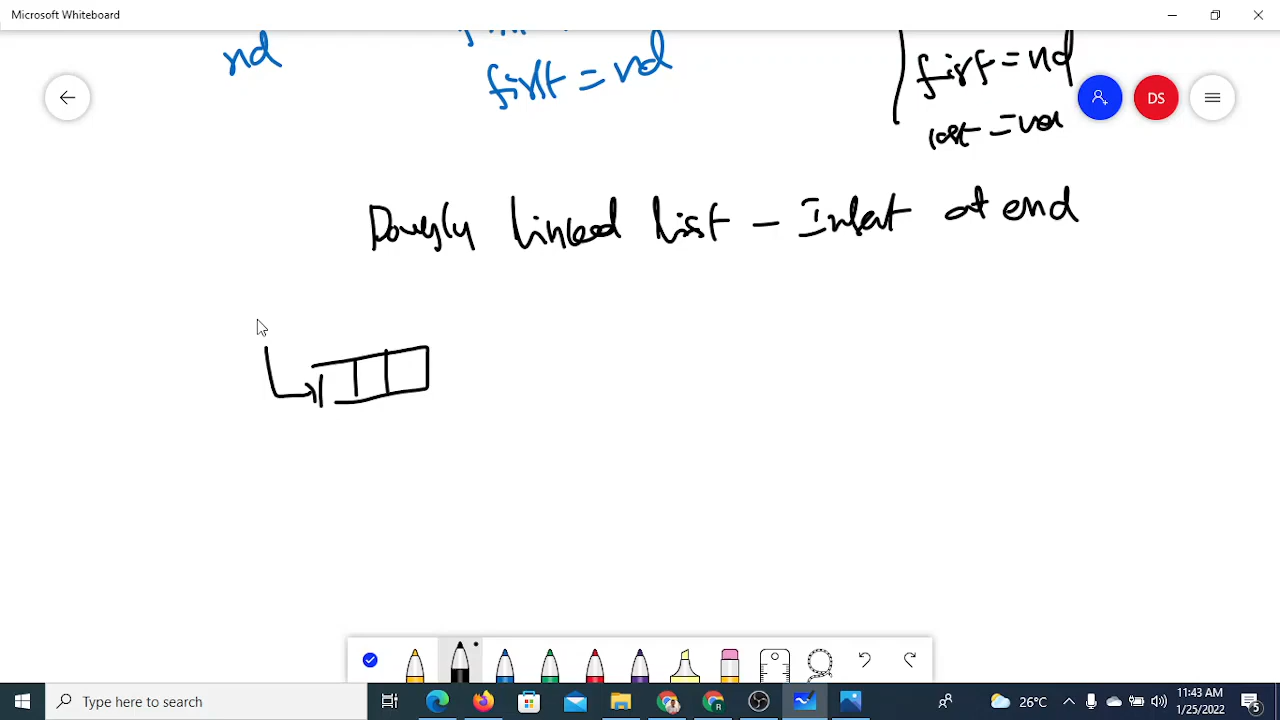 Microsoft Whiteboard
nd
first = nd
first = nd
last = nd
DS
Doubly linked list - Insert at end
Type here to search
26°C
11:43 AM
1/25/2022
5